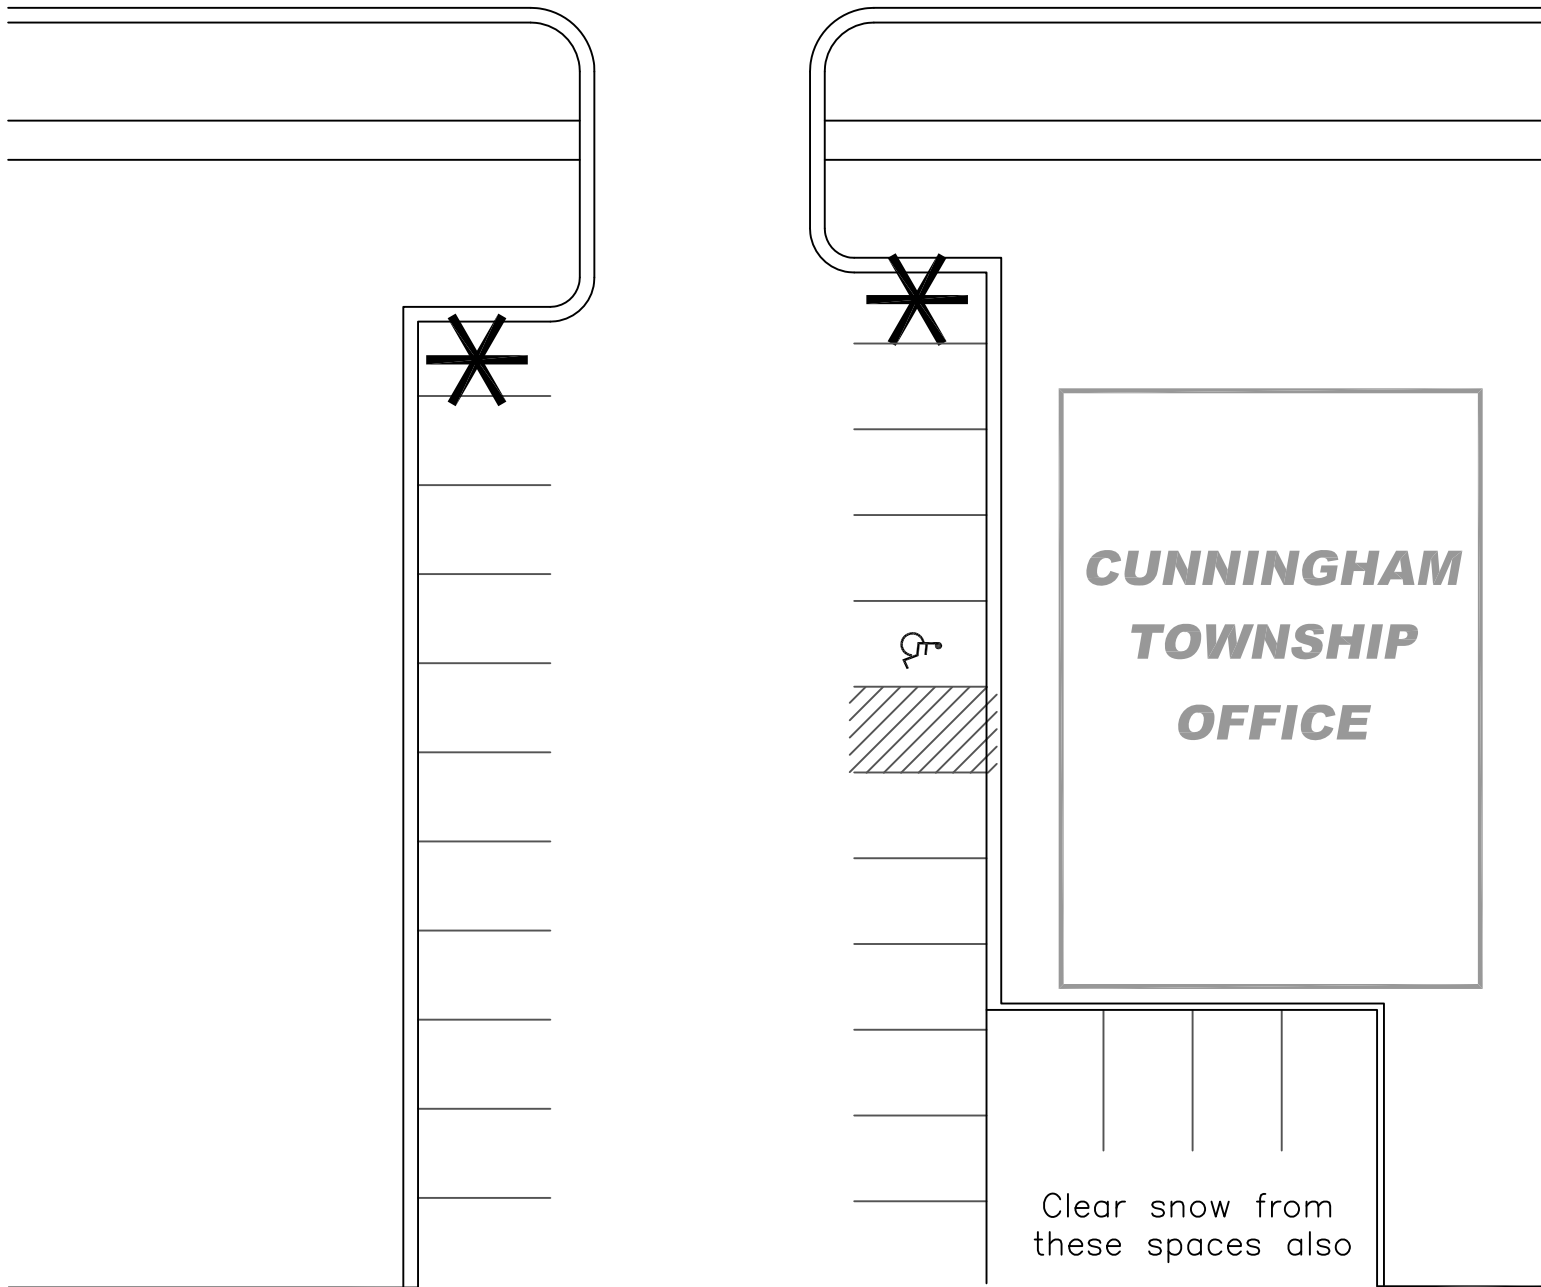 CUNNINGHAM
TOWNSHIP
OFFICE
Clear snow from
these spaces also